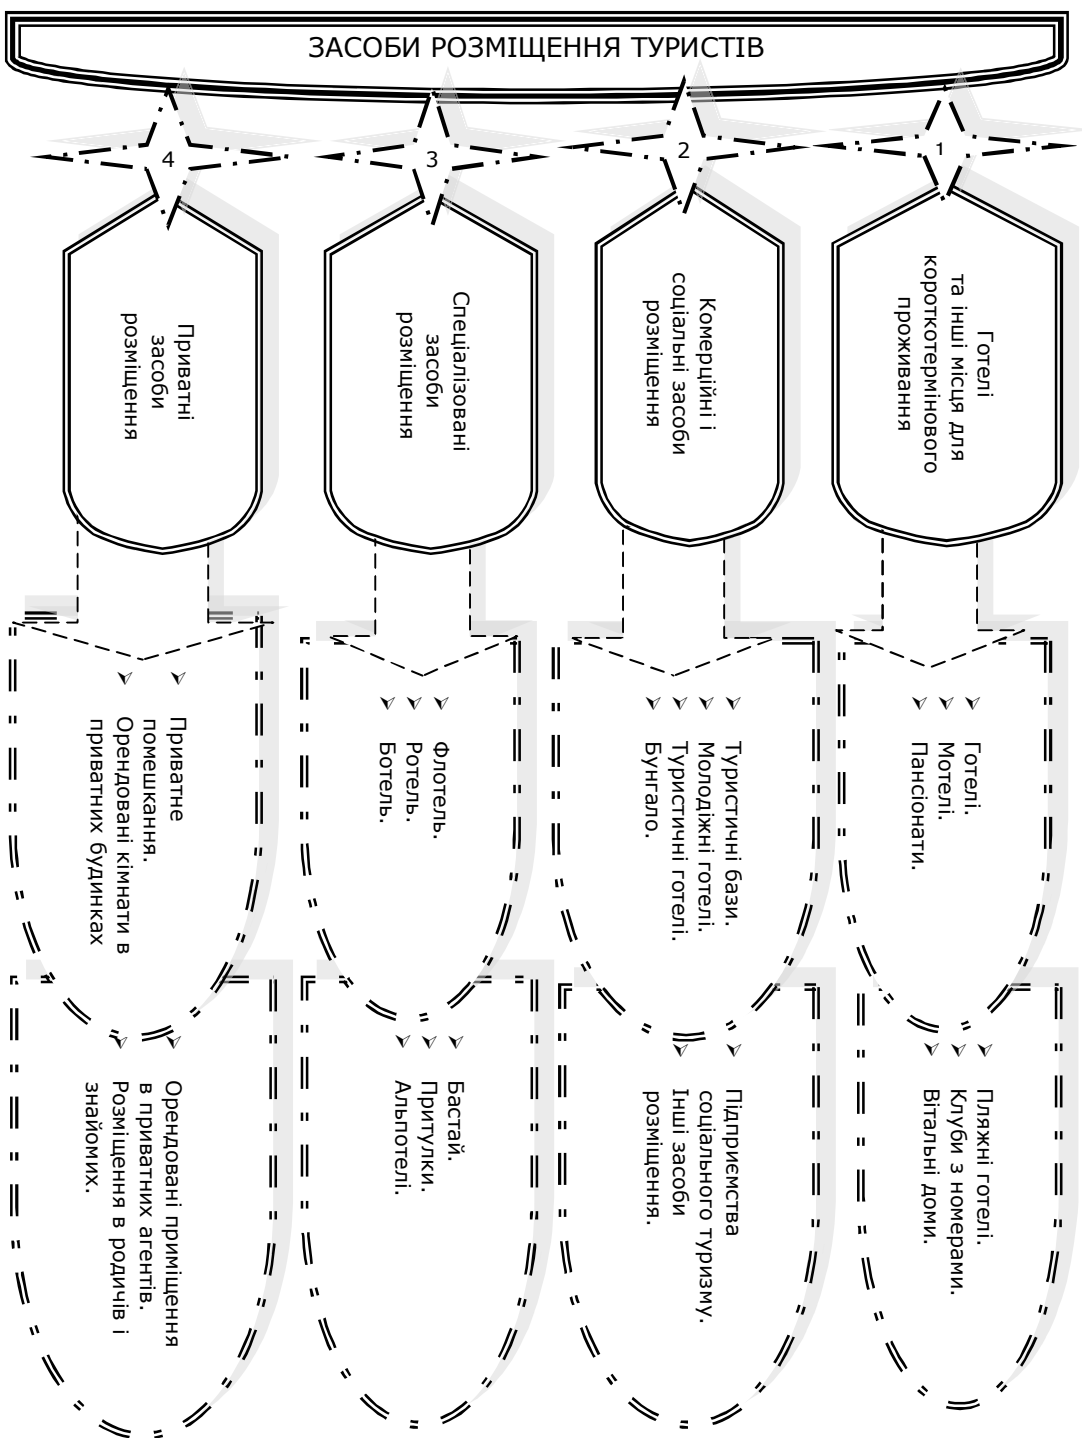 ЗАСОБИ РОЗМІЩЕННЯ ТУРИСТІВ
1
Готелі
та інші місця для
короткотермінового
проживання
Готелі.
Мотелі.
Пансіонати.
Пляжні готелі.
Клуби з номерами.
Вітальні доми.
2
Комерційні і
соціальні засоби
розміщення
Туристичні бази.
Молодіжні готелі.
Туристичні готелі.
Бунгало.
Підприємства
соціального туризму.
Інші засоби
розміщення.
3
Спеціалізовані
засоби
розміщення
Флотель.
Ротель.
Ботель.
Бастай.
Притулки.
Альпотелі.
4
Приватні
засоби
розміщення
Приватне
помешкання.
Орендовані кімнати в
приватних будинках
Орендовані приміщення
в приватних агентів.
Розміщення в родичів і
знайомих.